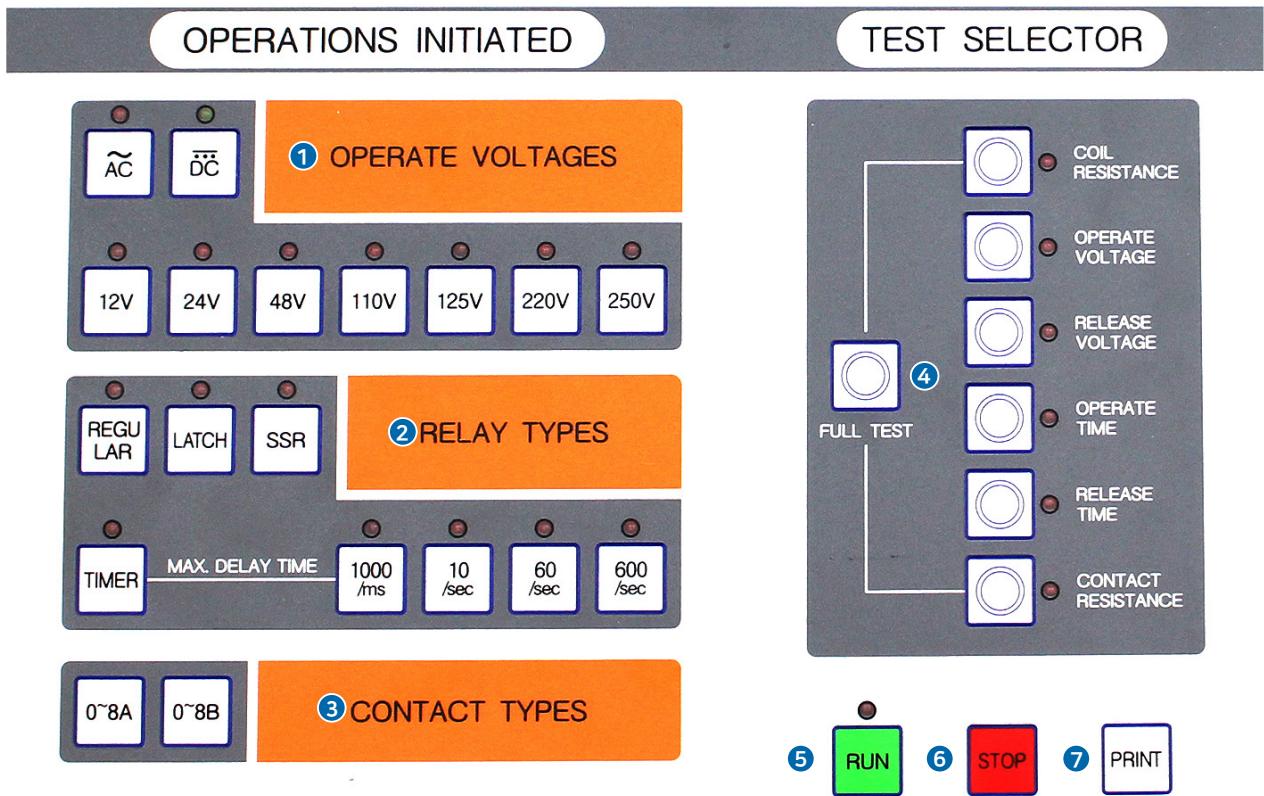 OPERATIONS INITIATED
TEST SELECTOR
AC
DC
1 OPERATE VOLTAGES
12V
24V
48V
110V
125V
220V
250V
REGU
LAR
LATCH
SSR
2 RELAY TYPES
TIMER
MAX. DELAY TIME
1000
/ms
10
/sec
60
/sec
600
/sec
0~8A
0~8B
3 CONTACT TYPES
COIL
RESISTANCE
OPERATE
VOLTAGE
RELEASE
VOLTAGE
4
FULL TEST
OPERATE
TIME
RELEASE
TIME
CONTACT
RESISTANCE
5 RUN
6 STOP
7 PRINT